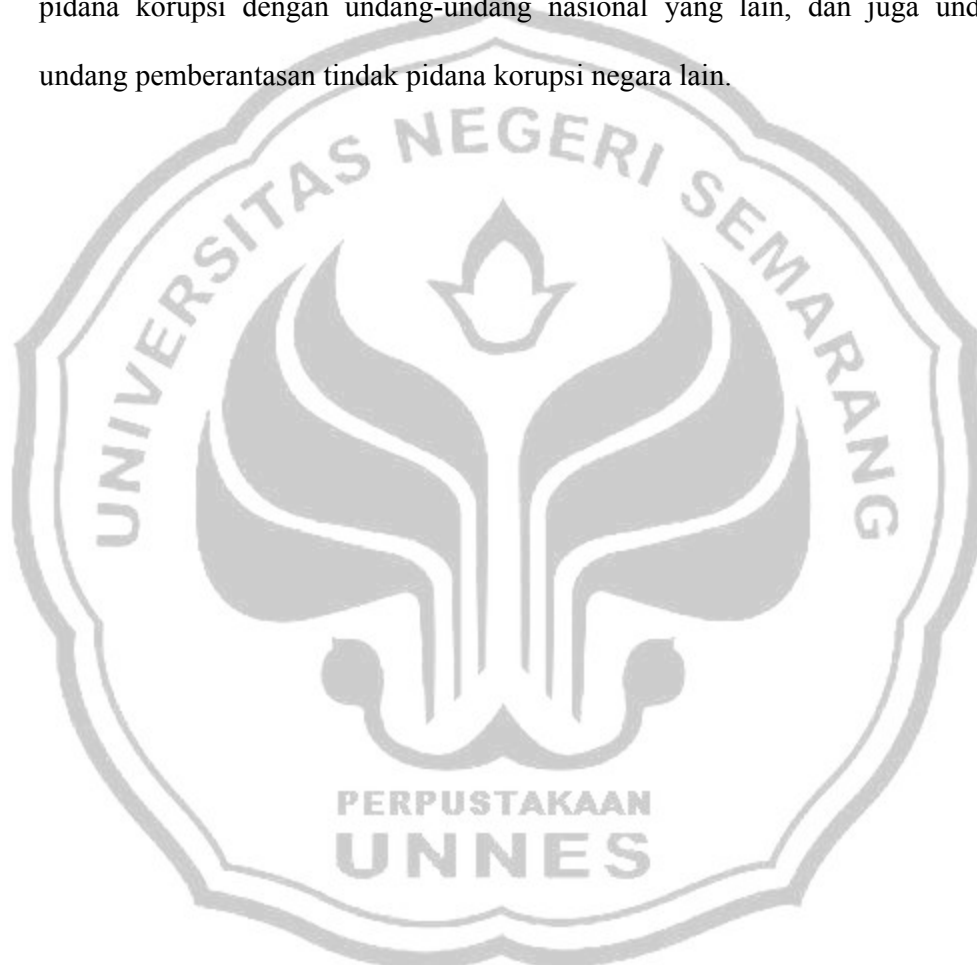 pidana korupsi dengan undang-undang nasional yang lain, dan juga und
undang pemberantasan tindak pidana korupsi negara lain.
UNIVERSITAS NEGERI SEMARANG
PERPUSTAKAAN
UNNES